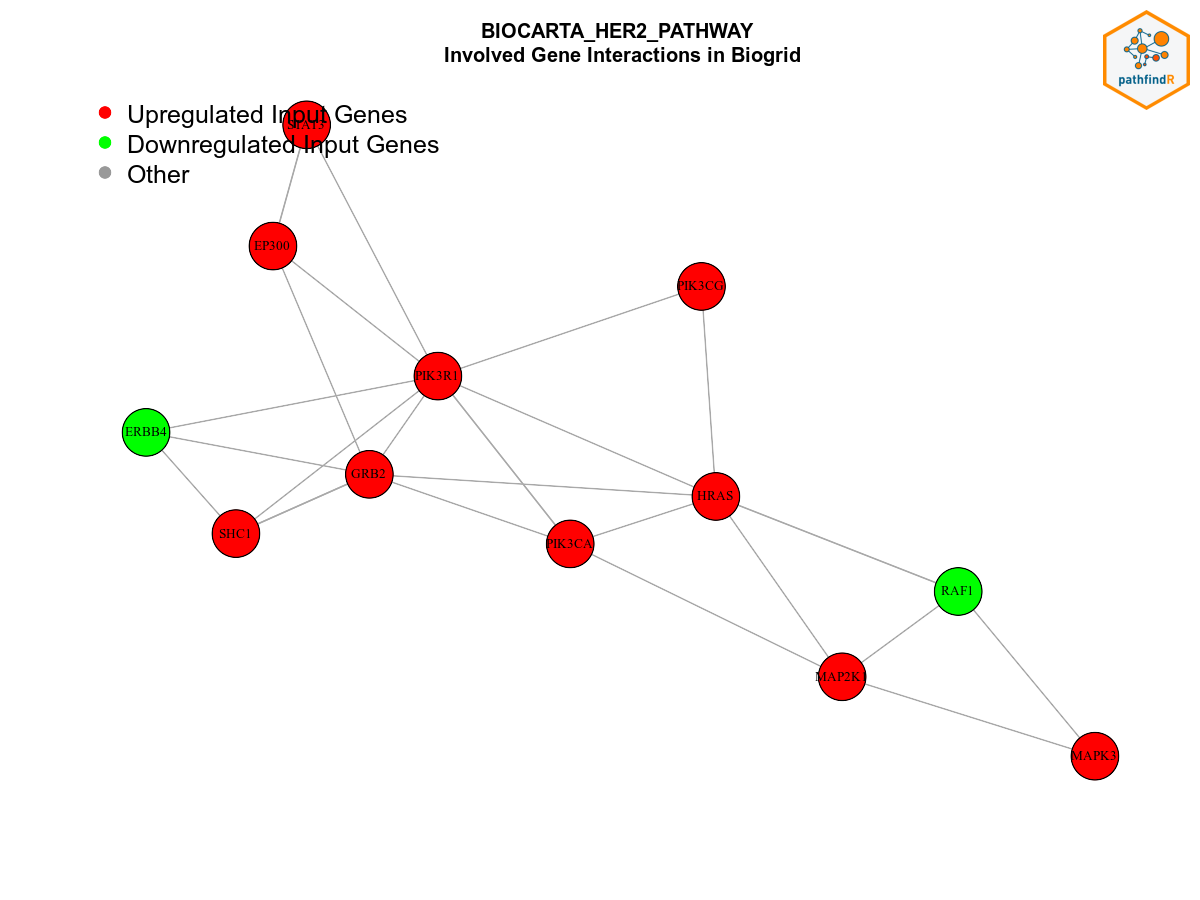 BIOCARTA_HER2_PATHWAY
Involved Gene Interactions in Biogrid
pathfindR
Upregulated Input Genes
Downregulated Input Genes
Other
STAT3
EP300
PIK3CG
PIK3R1
ERBB4
GRB2
HRAS
SHC1
PIK3CA
RAF1
MAP2K1
MAPK3